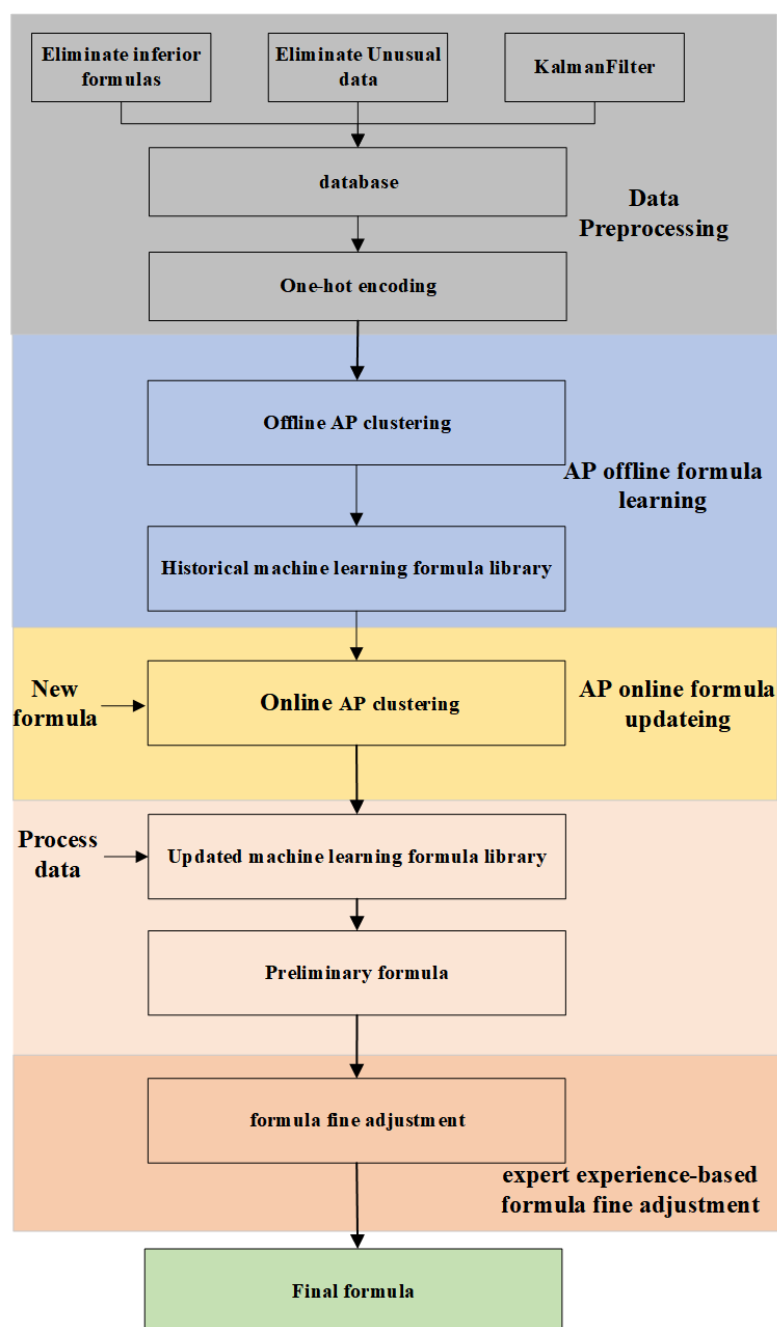 Eliminate inferior
formulas
Eliminate Unusual
data
KalmanFilter
database
Data
Preprocessing
One-hot encoding
Offline AP clustering
AP offline formula
learning
Historical machine learning formula library
New
formula
Online AP clustering
AP online formula
updateing
Process
data
Updated machine learning formula library
Preliminary formula
formula fine adjustment
expert experience-based
formula fine adjustment
Final formula